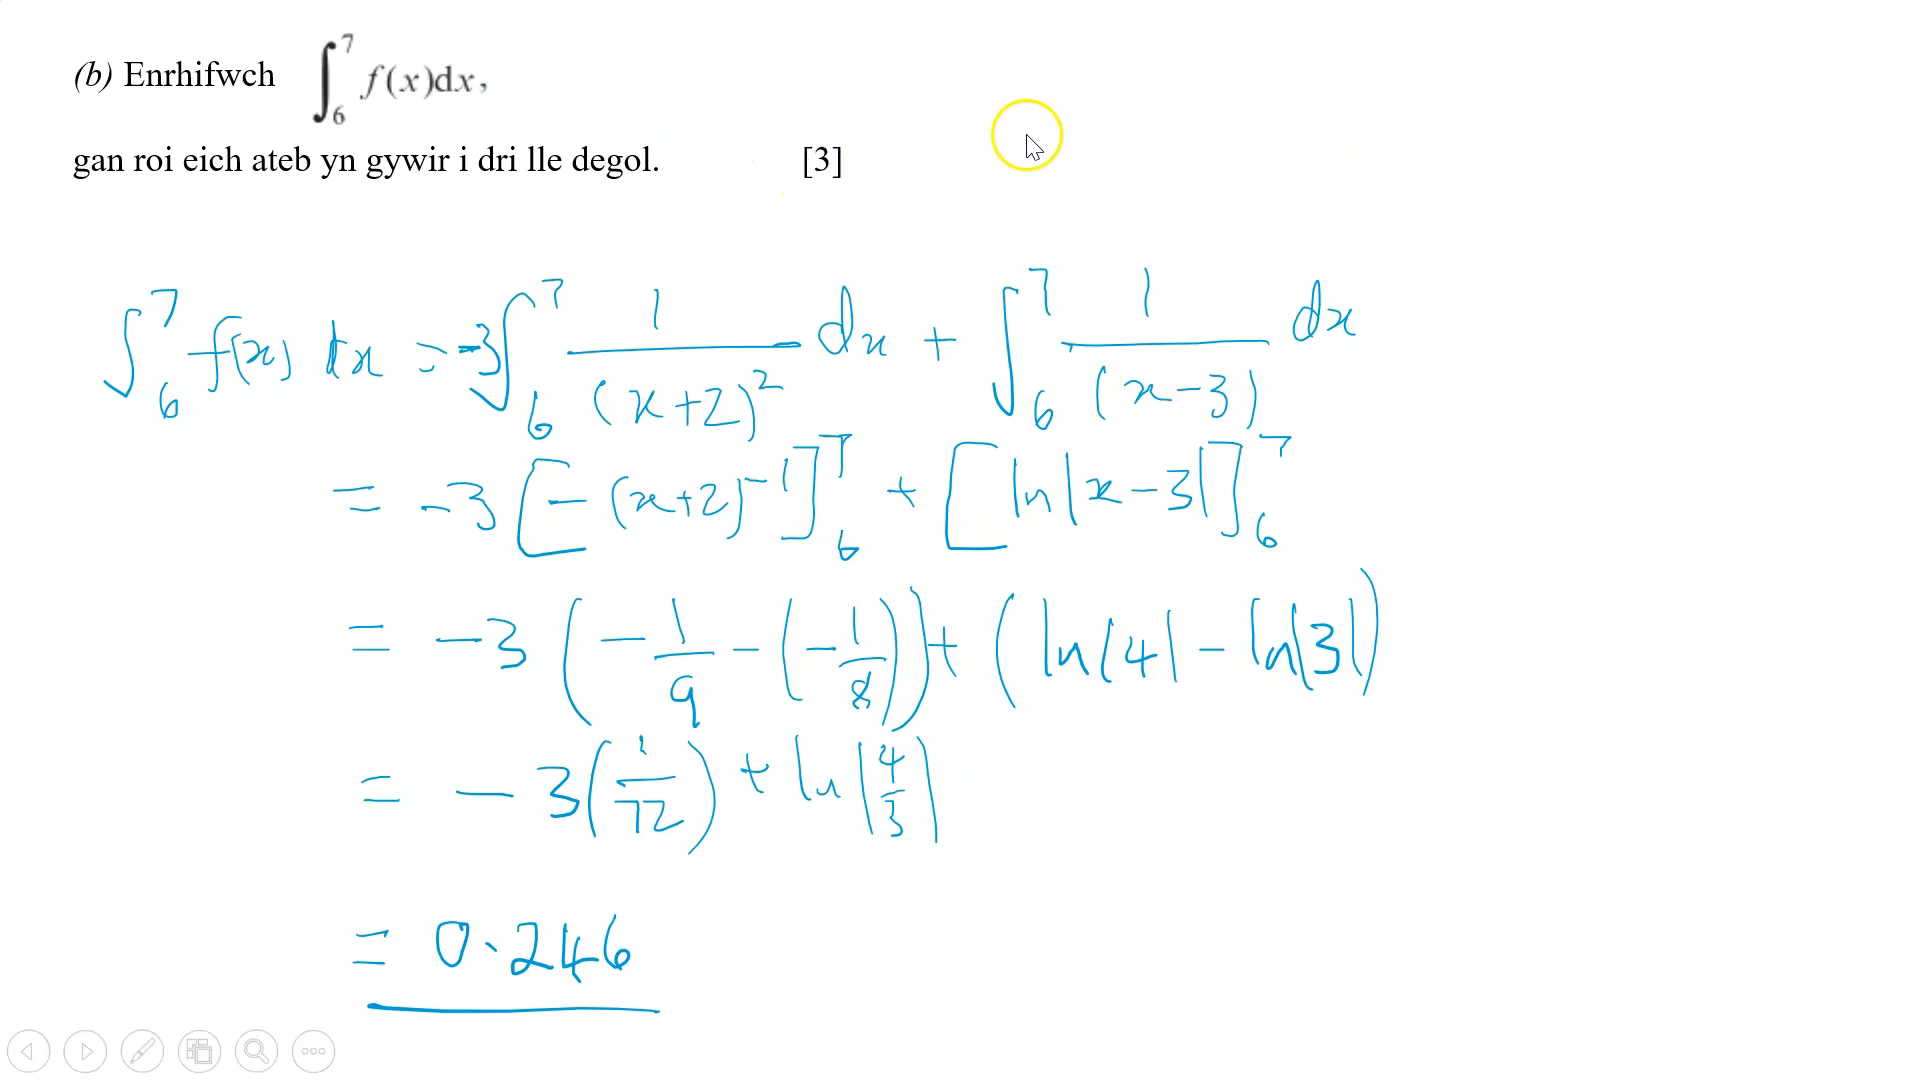 (b) Enrhifwch ∫₆⁷ f(x)dx,
gan roi eich ateb yn gywir i dri lle degol. [3]
∫₆⁷ f(x) dx = -3∫₆⁷ 1/(x+2)² dx + ∫₆⁷ 1/(x-3) dx
= -3[-(x+2)⁻¹]₆⁷ + [ln|x-3|]₆⁷
= -3(-1/9 - (-1/8)) + (ln|4| - ln|3|)
= -3(1/72) + ln|4/3|
= 0.246